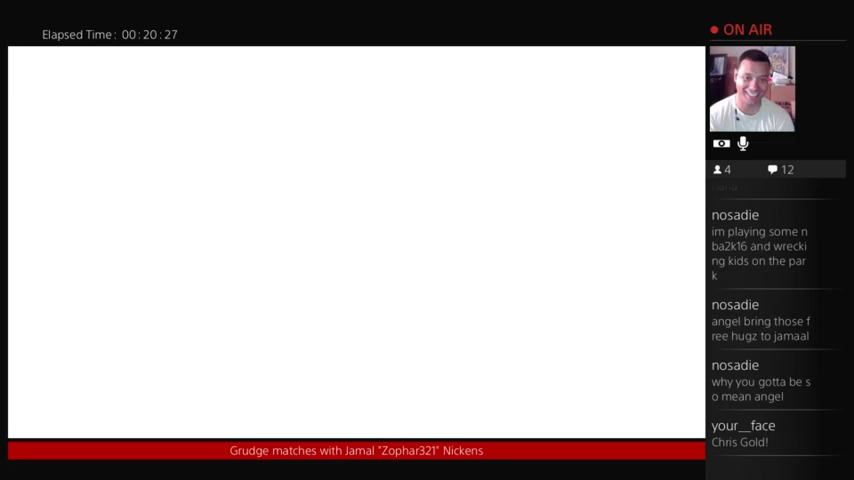 Elapsed Time: 00:20:27
ON AIR
4 12
nosadie
im playing some n
ba2k16 and wrecki
ng kids on the par
k
nosadie
angel bring those f
ree hugz to jamaal
nosadie
why you gotta be s
o mean angel
your__face
Chris Gold!
Grudge matches with Jamal "Zophar321" Nickens